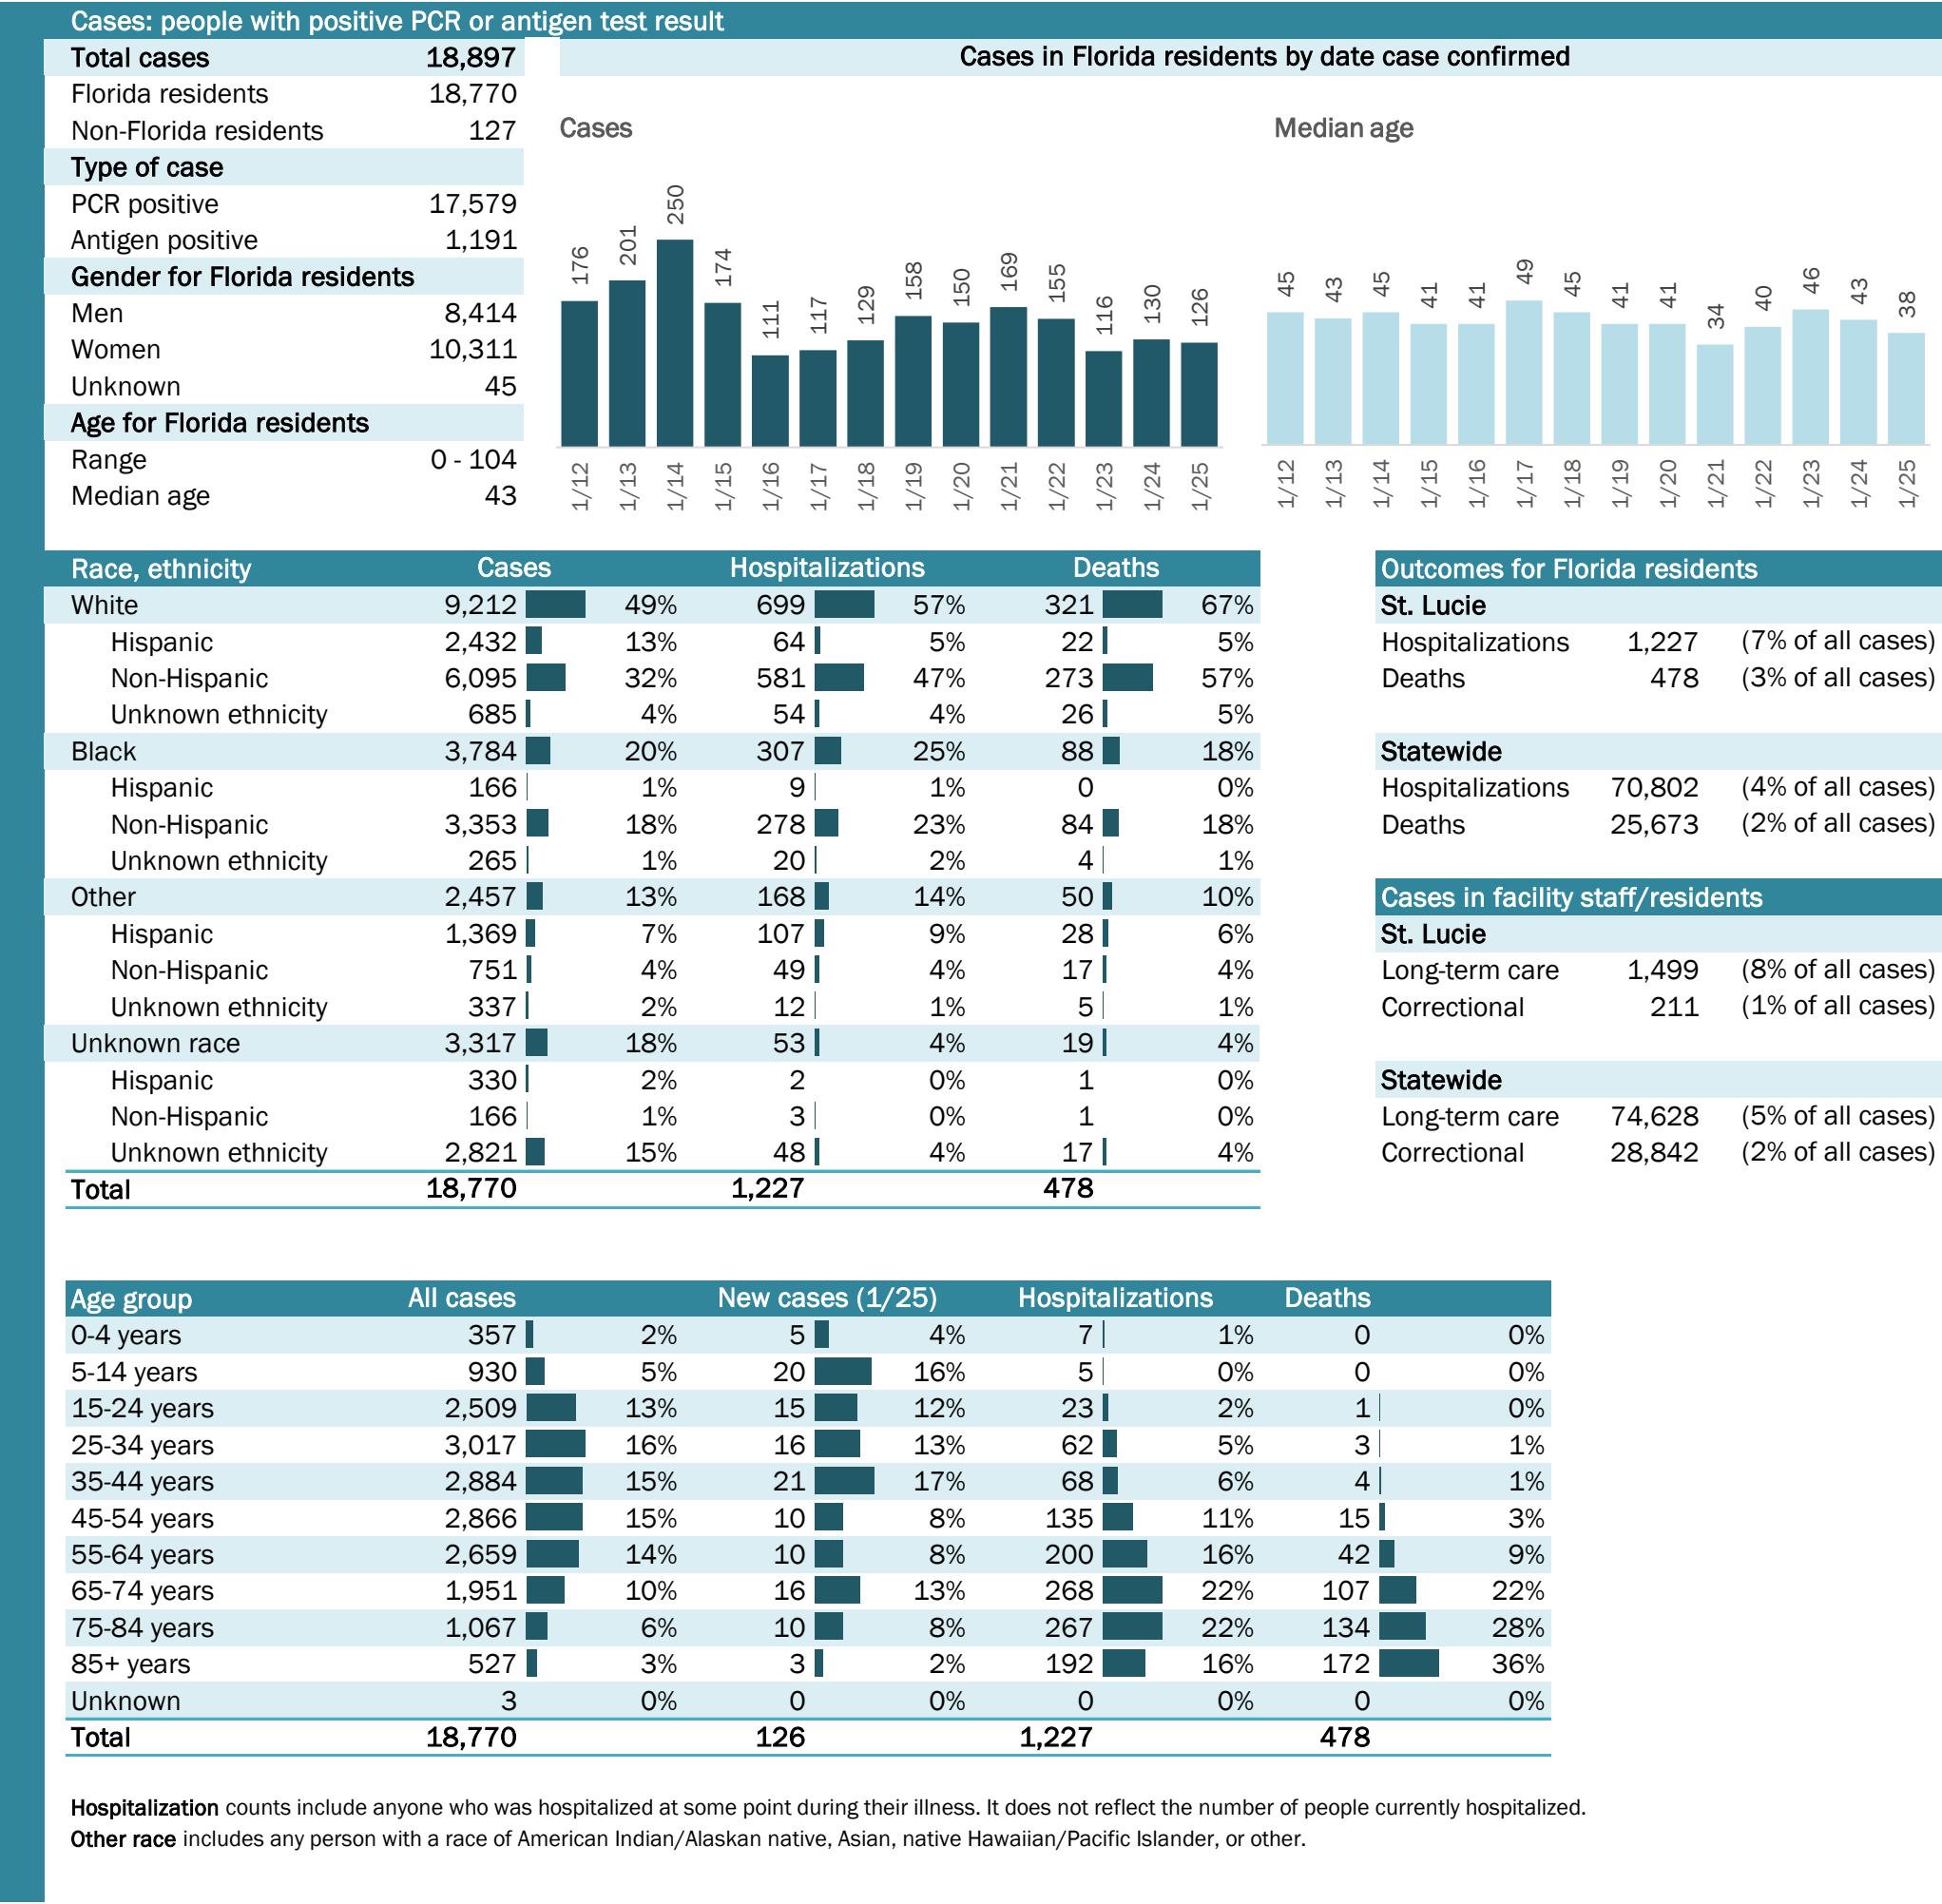 Cases: people with positive PCR or antigen test result
Total cases 18,897
Florida residents 18,770
Non-Florida residents 127
Type of case
PCR positive 17,579
Antigen positive 1,191
Gender for Florida residents
Men 8,414
Women 10,311
Unknown 45
Age for Florida residents
Range 0 - 104
Median age 43
Cases in Florida residents by date case confirmed
Cases
176 201 250 174 111 117 129 158 150 169 155 116 130 126
1/12 1/13 1/14 1/15 1/16 1/17 1/18 1/19 1/20 1/21 1/22 1/23 1/24 1/25
Median age
45 43 45 41 41 49 45 41 41 34 40 46 43 38
1/12 1/13 1/14 1/15 1/16 1/17 1/18 1/19 1/20 1/21 1/22 1/23 1/24 1/25
Race, ethnicity Cases Hospitalizations Deaths
White 9,212 49% 699 57% 321 67%
Hispanic 2,432 13% 64 5% 22 5%
Non-Hispanic 6,095 32% 581 47% 273 57%
Unknown ethnicity 685 4% 54 4% 26 5%
Black 3,784 20% 307 25% 88 18%
Hispanic 166 1% 9 1% 0 0%
Non-Hispanic 3,353 18% 278 23% 84 18%
Unknown ethnicity 265 1% 20 2% 4 1%
Other 2,457 13% 168 14% 50 10%
Hispanic 1,369 7% 107 9% 28 6%
Non-Hispanic 751 4% 49 4% 17 4%
Unknown ethnicity 337 2% 12 1% 5 1%
Unknown race 3,317 18% 53 4% 19 4%
Hispanic 330 2% 2 0% 1 0%
Non-Hispanic 166 1% 3 0% 1 0%
Unknown ethnicity 2,821 15% 48 4% 17 4%
Total 18,770 1,227 478
Outcomes for Florida residents
St. Lucie
Hospitalizations 1,227 (7% of all cases)
Deaths 478 (3% of all cases)
Statewide
Hospitalizations 70,802 (4% of all cases)
Deaths 25,673 (2% of all cases)
Cases in facility staff/residents
St. Lucie
Long-term care 1,499 (8% of all cases)
Correctional 211 (1% of all cases)
Statewide
Long-term care 74,628 (5% of all cases)
Correctional 28,842 (2% of all cases)
Age group All cases New cases (1/25) Hospitalizations Deaths
0-4 years 357 2% 5 4% 7 1% 0 0%
5-14 years 930 5% 20 16% 5 0% 0 0%
15-24 years 2,509 13% 15 12% 23 2% 1 0%
25-34 years 3,017 16% 16 13% 62 5% 3 1%
35-44 years 2,884 15% 21 17% 68 6% 4 1%
45-54 years 2,866 15% 10 8% 135 11% 15 3%
55-64 years 2,659 14% 10 8% 200 16% 42 9%
65-74 years 1,951 10% 16 13% 268 22% 107 22%
75-84 years 1,067 6% 10 8% 267 22% 134 28%
85+ years 527 3% 3 2% 192 16% 172 36%
Unknown 3 0% 0 0% 0 0% 0 0%
Total 18,770 126 1,227 478
Hospitalization counts include anyone who was hospitalized at some point during their illness. It does not reflect the number of people currently hospitalized.
Other race includes any person with a race of American Indian/Alaskan native, Asian, native Hawaiian/Pacific Islander, or other.